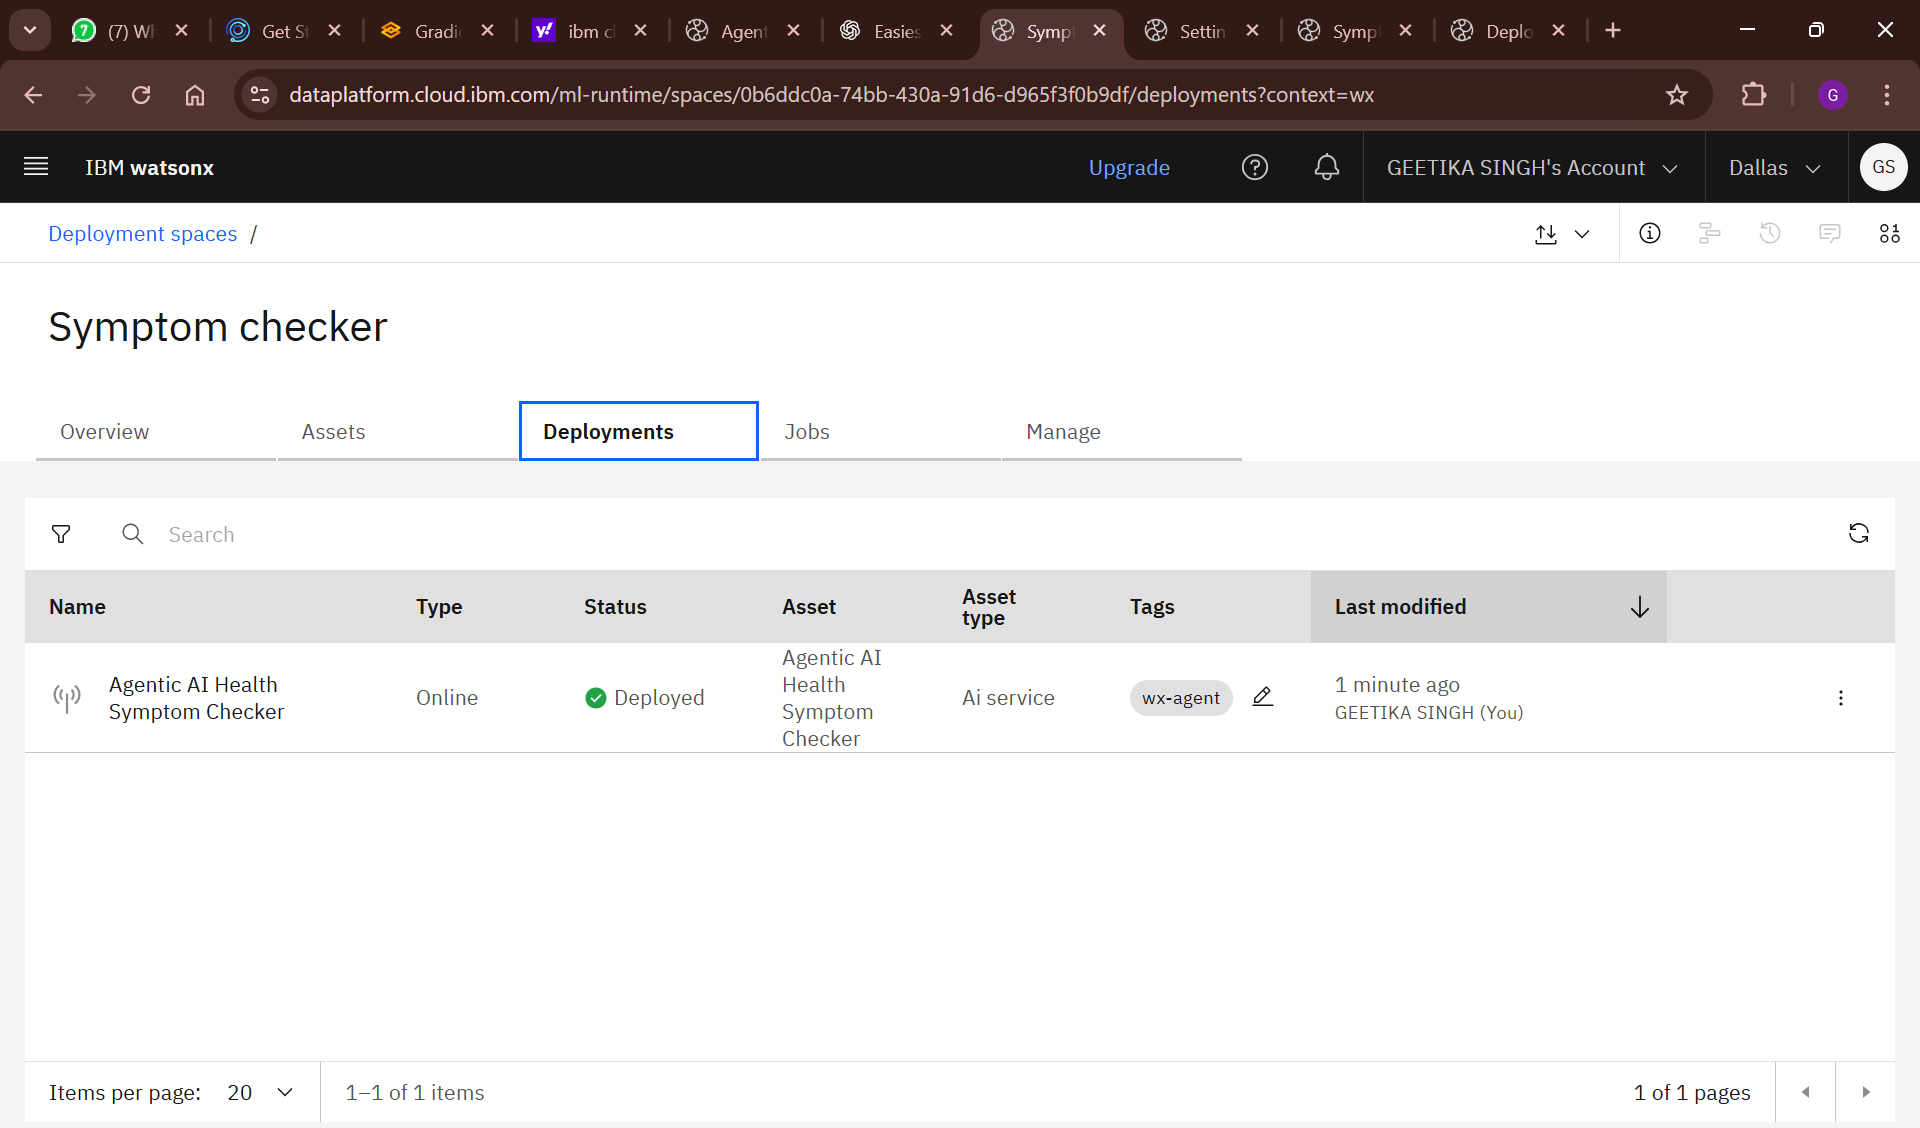 7 (7) Wh
Get St
Gradi
y! ibm cl
Agent
Easies
Symp
Settin
Symp
Deplo
dataplatform.cloud.ibm.com/ml-runtime/spaces/0b6ddc0a-74bb-430a-91d6-d965f3f0b9df/deployments?context=wx
G
IBM watsonx
Upgrade
GEETIKA SINGH's Account
Dallas
GS
Deployment spaces /
Symptom checker
Overview
Assets
Deployments
Jobs
Manage
Search
Name
Type
Status
Asset
Asset
type
Tags
Last modified
Agentic AI Health
Symptom Checker
Online
Deployed
Agentic AI
Health
Symptom
Checker
Ai service
wx-agent
1 minute ago
GEETIKA SINGH (You)
Items per page: 20
1–1 of 1 items
1 of 1 pages